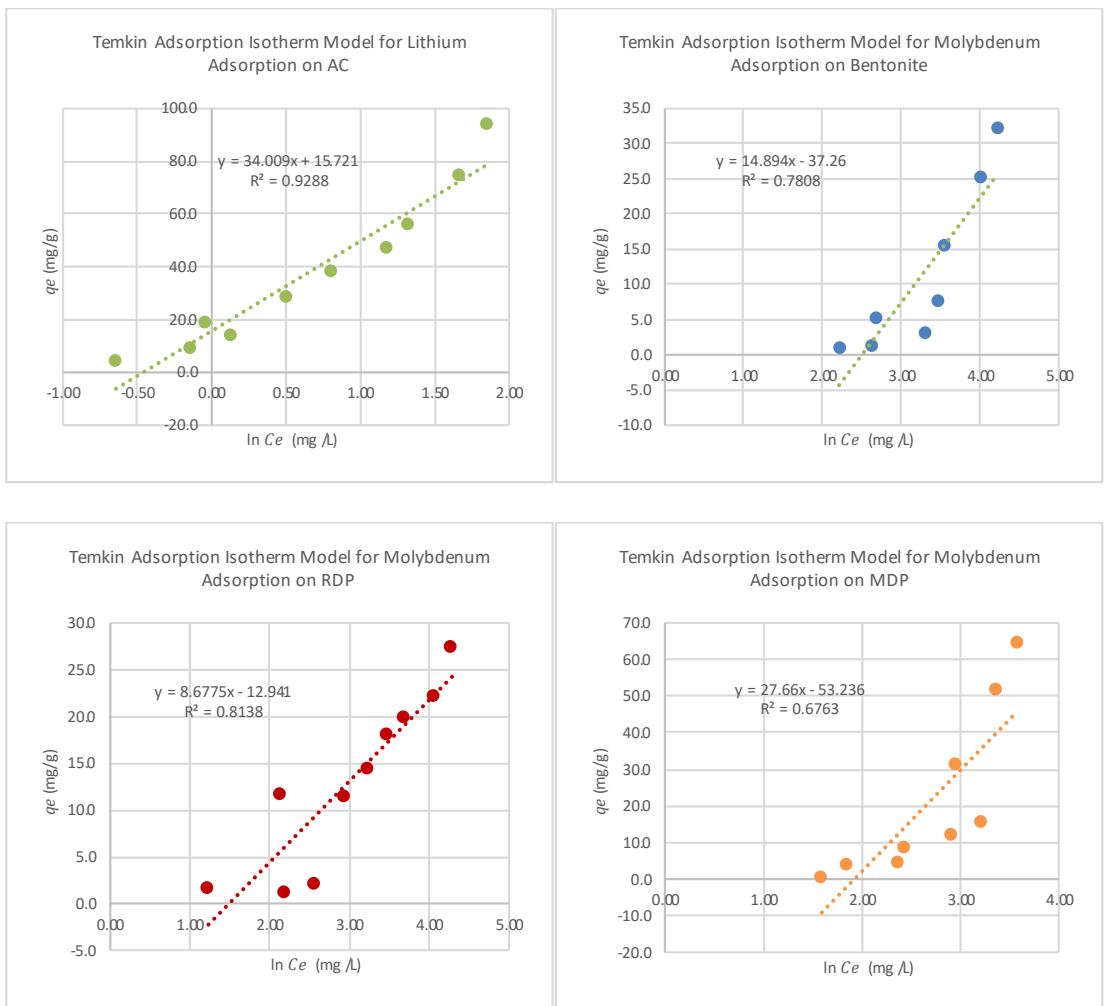 Temkin Adsorption Isotherm Model for Lithium
Adsorption on AC
100.0
80.0
60.0
40.0
20.0
0.0
-20.0
-1.00
-0.50
0.00
0.50
1.00
1.50
2.00
y = 34.009x + 15.721
R² = 0.9288
qe (mg/g)
ln Ce (mg /L)
Temkin Adsorption Isotherm Model for Molybdenum
Adsorption on Bentonite
35.0
30.0
25.0
20.0
15.0
10.0
5.0
0.0
-5.0
-10.0
0.00
1.00
2.00
3.00
4.00
5.00
y = 14.894x - 37.26
R² = 0.7808
qe (mg/g)
ln Ce (mg /L)
Temkin Adsorption Isotherm Model for Molybdenum
Adsorption on RDP
30.0
25.0
20.0
15.0
10.0
5.0
0.0
-5.0
0.00
1.00
2.00
3.00
4.00
5.00
y = 8.6775x - 12.941
R² = 0.8138
qe (mg/g)
ln Ce (mg /L)
Temkin Adsorption Isotherm Model for Molybdenum
Adsorption on MDP
70.0
60.0
50.0
40.0
30.0
20.0
10.0
0.0
-10.0
-20.0
0.00
1.00
2.00
3.00
4.00
y = 27.66x - 53.236
R² = 0.6763
qe (mg/g)
ln Ce (mg /L)